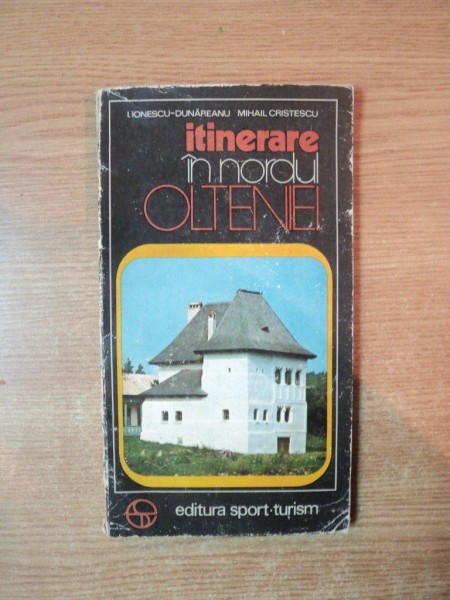 I. IONESCU-DUNĂREANU MIHAIL CRISTESCU
itinerare
în nordul
OLTENIEI
editura sport·turism